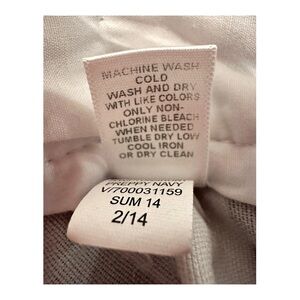 MACHINE WASH
COLD
WASH AND DRY
WITH LIKE COLORS
ONLY NON-
CHLORINE BLEACH
WHEN NEEDED
TUMBLE DRY LOW
COOL IRON
OR DRY CLEAN
PREPPY NAVY
V/700031159
SUM 14
2/14